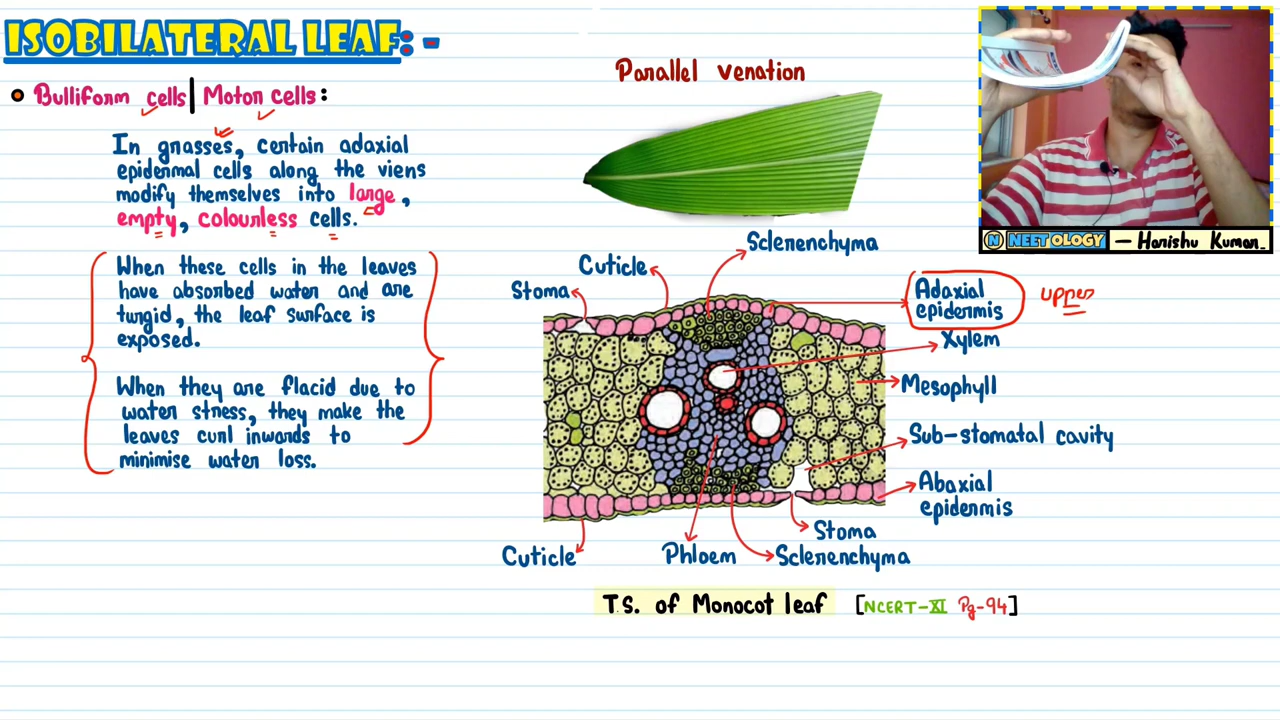 ISOBILATERAL LEAF: -
Bulliform cells | Motor cells :
In grasses, certain adaxial
epidermal cells along the viens
modify themselves into large,
empty, colourless cells.
When these cells in the leaves
have absorbed water and are
turgid, the leaf surface is
exposed.
When they are flacid due to
water stress, they make the
leaves curl inwards to
minimise water loss.
Parallel venation
Sclerenchyma
Cuticle
Stoma
Adaxial
epidermis
upper
Xylem
Mesophyll
Sub-stomatal cavity
Abaxial
epidermis
Stoma
Cuticle
Phloem
Sclerenchyma
T.S. of Monocot leaf [NCERT-XI Pg-94]
N NEETOLOGY - Harishu Kumar_